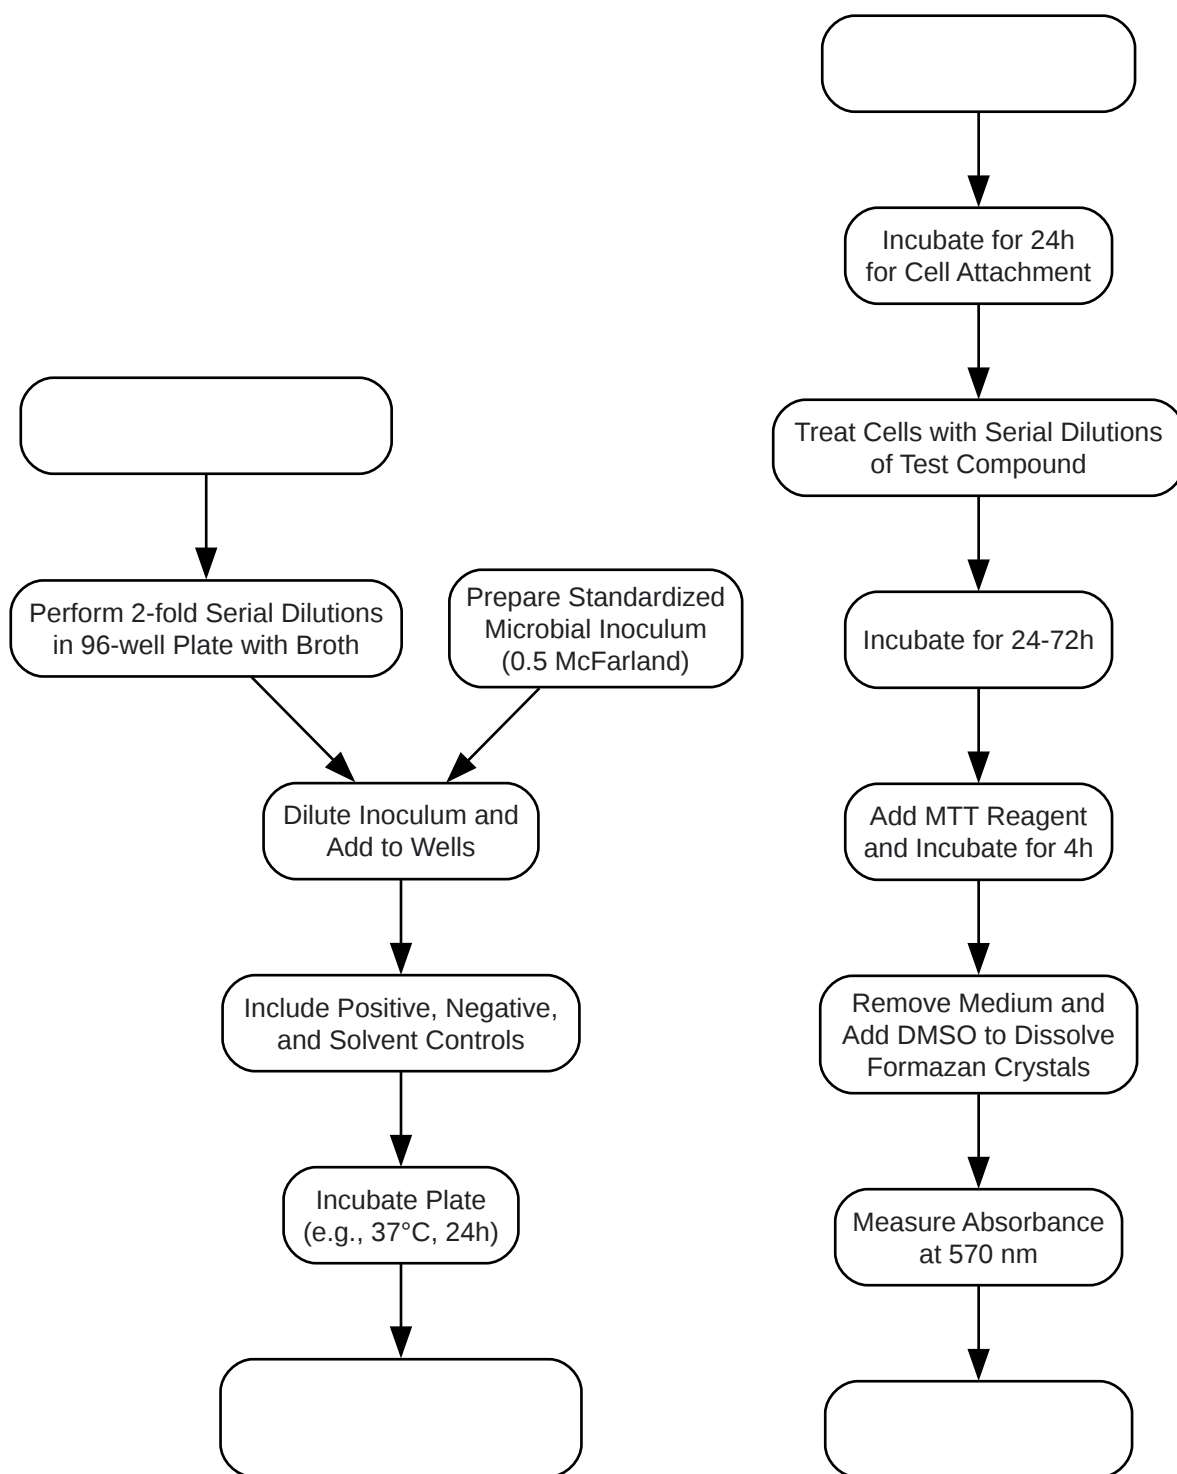 Perform 2-fold Serial Dilutions
in 96-well Plate with Broth
Prepare Standardized
Microbial Inoculum
(0.5 McFarland)
Dilute Inoculum and
Add to Wells
Include Positive, Negative,
and Solvent Controls
Incubate Plate
(e.g., 37°C, 24h)
Incubate for 24h
for Cell Attachment
Treat Cells with Serial Dilutions
of Test Compound
Incubate for 24-72h
Add MTT Reagent
and Incubate for 4h
Remove Medium and
Add DMSO to Dissolve
Formazan Crystals
Measure Absorbance
at 570 nm